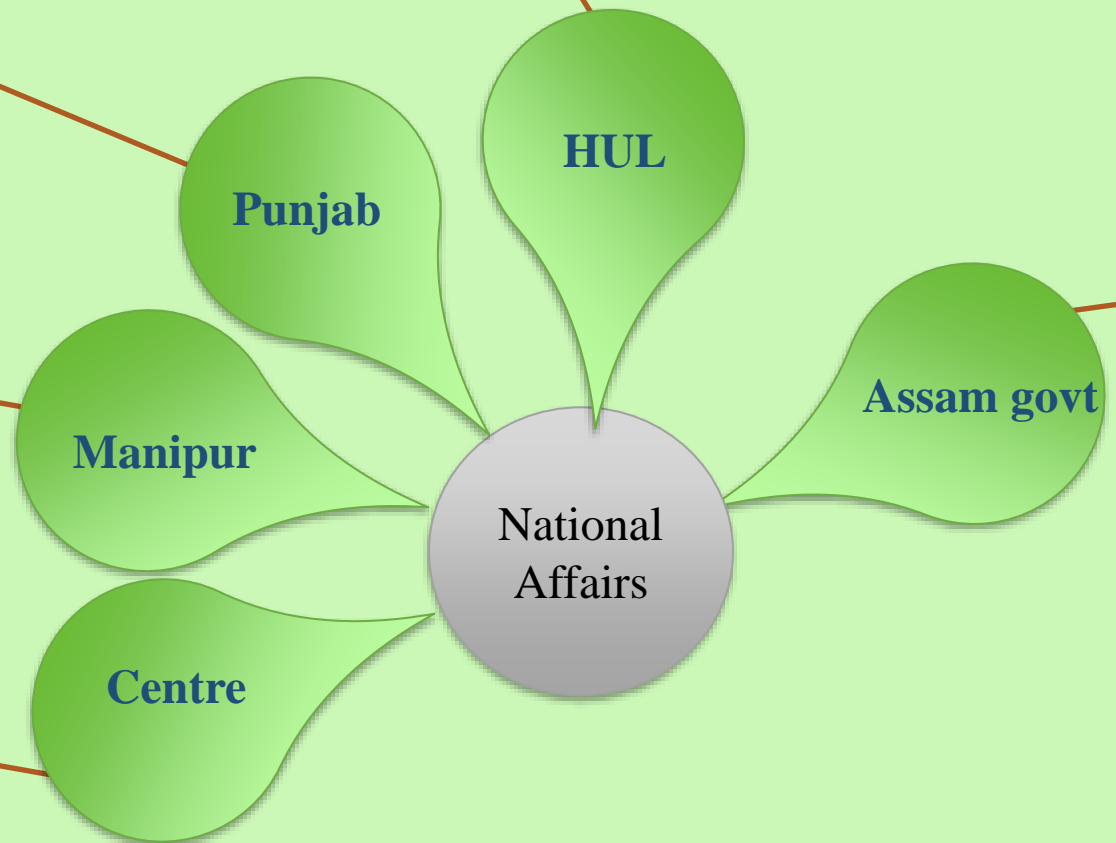 HUL
Punjab
Assam govt
Manipur
National
Affairs
Centre